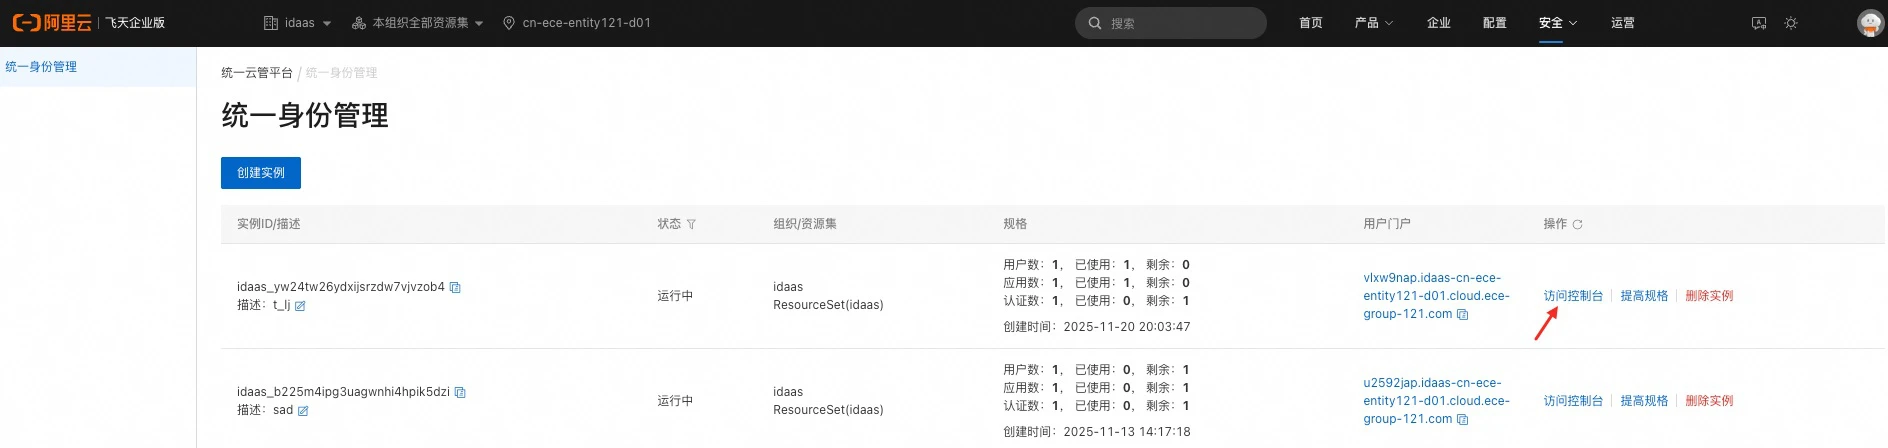 阿里云 飞天企业版 idaas 本组织全部资源集 cn-ece-entity121-d01 搜索 首页 产品 企业 配置 安全 运营
统一身份管理
统一云管平台 / 统一身份管理
统一身份管理
创建实例
实例ID/描述 状态 组织/资源集 规格 用户门户 操作
idaas_yw24tw26ydxijsrzdw7vjvzob4
描述：t_lj
运行中
idaas
ResourceSet(idaas)
用户数：1， 已使用：1， 剩余：0
应用数：1， 已使用：1， 剩余：0
认证数：1， 已使用：0， 剩余：1
创建时间：2025-11-20 20:03:47
vlxw9nap.idaas-cn-ece-
entity121-d01.cloud.ece-
group-121.com
访问控制台 提高规格 删除实例
idaas_b225m4ipg3uagwnhi4hpik5dzi
描述：sad
运行中
idaas
ResourceSet(idaas)
用户数：1， 已使用：0， 剩余：1
应用数：1， 已使用：0， 剩余：1
认证数：1， 已使用：0， 剩余：1
创建时间：2025-11-13 14:17:18
u2592jap.idaas-cn-ece-
entity121-d01.cloud.ece-
group-121.com
访问控制台 提高规格 删除实例